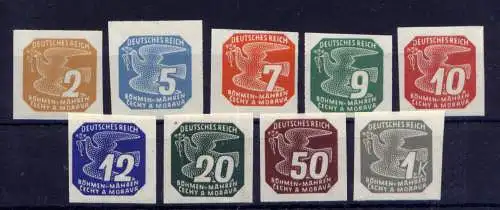 DEUTSCHES REICH
2
BÖHMEN-MÄHREN
ČECHY A MORAVA
DEUTSCHES REICH
5
BÖHMEN-MÄHREN
ČECHY A MORAVA
DEUTSCHES REICH
7
BÖHMEN-MÄHREN
ČECHY A MORAVA
DEUTSCHES REICH
9
BÖHMEN-MÄHREN
ČECHY A MORAVA
DEUTSCHES REICH
10
BÖHMEN-MÄHREN
ČECHY A MORAVA
DEUTSCHES REICH
12
BÖHMEN-MÄHREN
ČECHY A MORAVA
DEUTSCHES REICH
20
BÖHMEN-MÄHREN
ČECHY A MORAVA
DEUTSCHES REICH
50
BÖHMEN-MÄHREN
ČECHY A MORAVA
DEUTSCHES REICH
1
BÖHMEN-MÄHREN
ČECHY A MORAVA